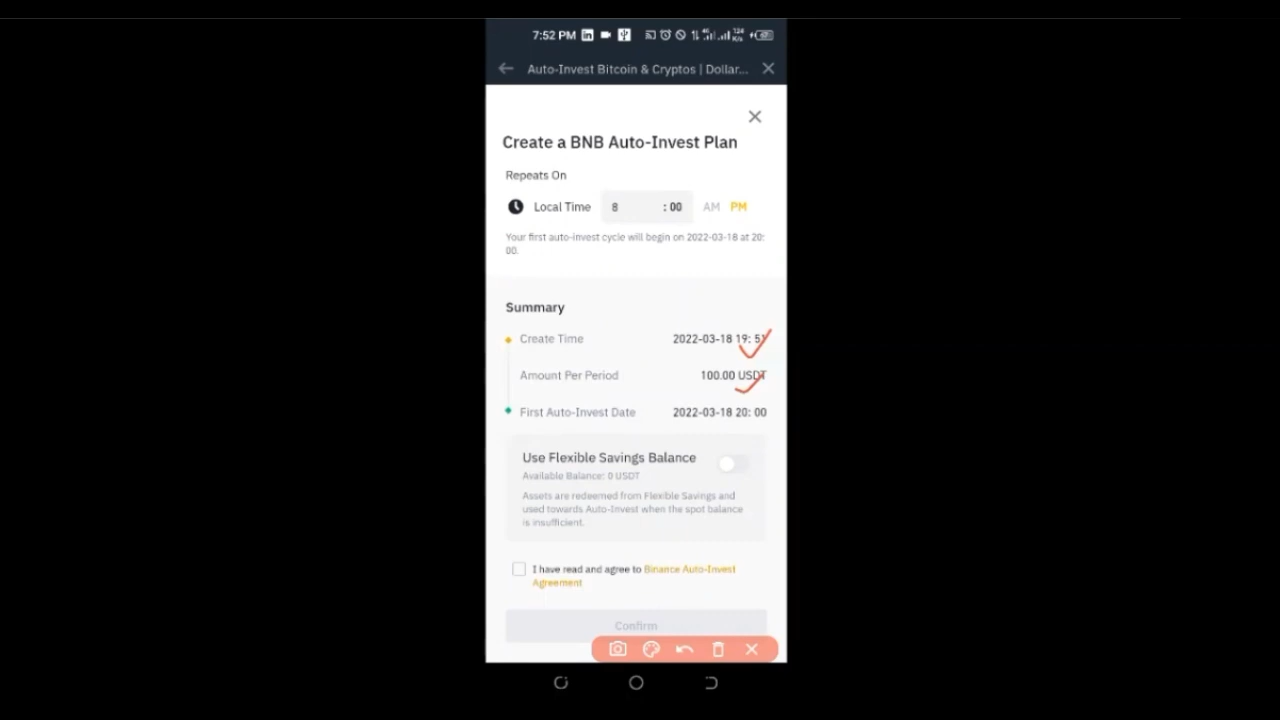 7:52 PM
Auto-Invest Bitcoin & Cryptos | Dollar...
Create a BNB Auto-Invest Plan
Repeats On
Local Time 8 : 00 AM PM
Your first auto-invest cycle will begin on 2022-03-18 at 20:
00.
Summary
Create Time 2022-03-18 19: 51
Amount Per Period 100.00 USDT
First Auto-Invest Date 2022-03-18 20: 00
Use Flexible Savings Balance
Available Balance: 0 USDT
Assets are redeemed from Flexible Savings and
used towards Auto-Invest when the spot balance
is insufficient.
I have read and agree to Binance Auto-Invest
Agreement
Confirm